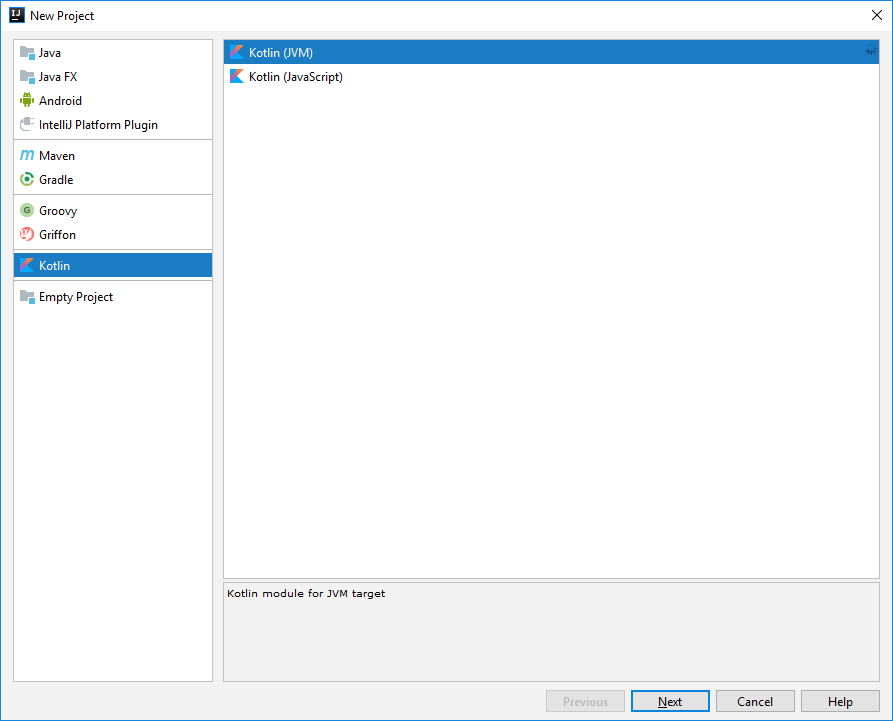 New Project
Java
Java FX
Android
IntelliJ Platform Plugin
Maven
Gradle
Groovy
Griffon
Kotlin
Empty Project
Kotlin (JVM)
Kotlin (JavaScript)
Kotlin module for JVM target
Previous
Next
Cancel
Help